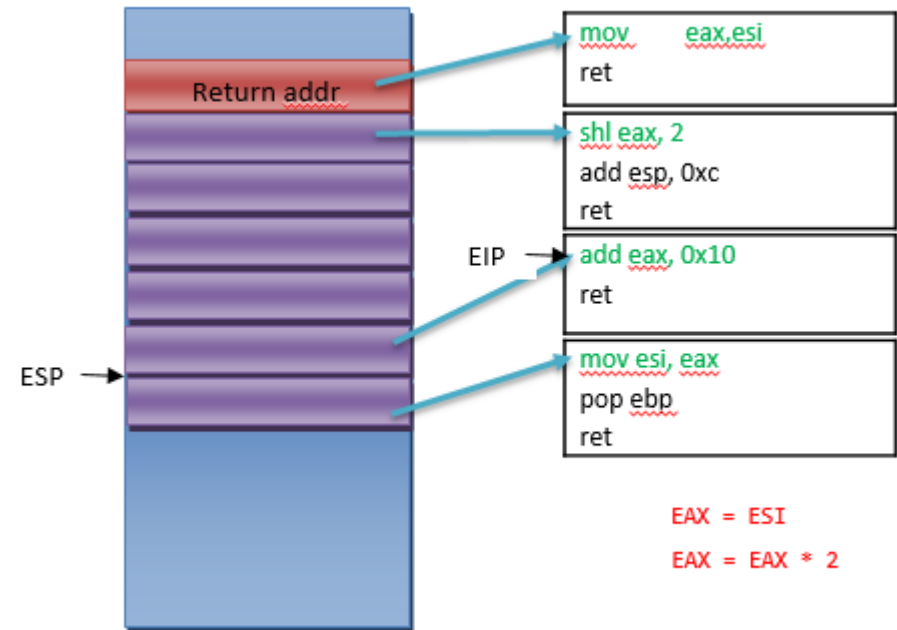 mov eax,esi
ret
Return addr
shl eax, 2
add esp, 0xc
ret
EIP
add eax, 0x10
ret
ESP
mov esi, eax
pop ebp
ret
EAX = ESI
EAX = EAX * 2